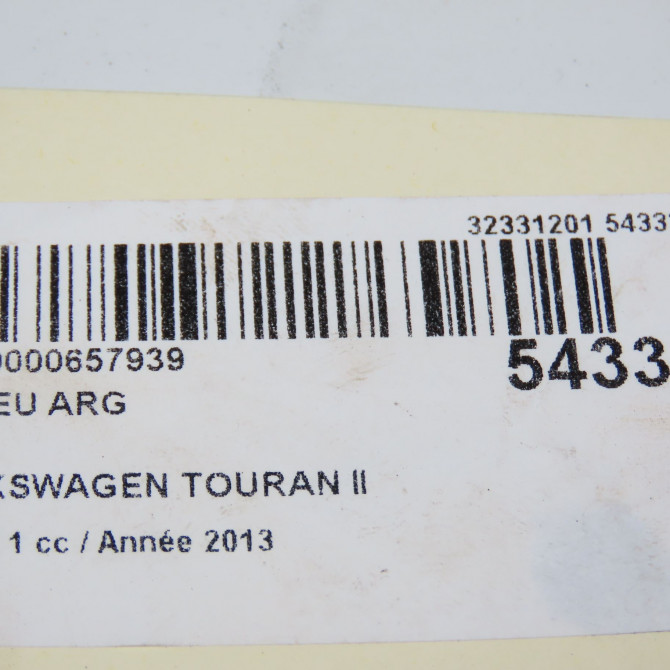 32331201 5433
0000657939
5433
EU ARG
KSWAGEN TOURAN II
1 cc / Année 2013